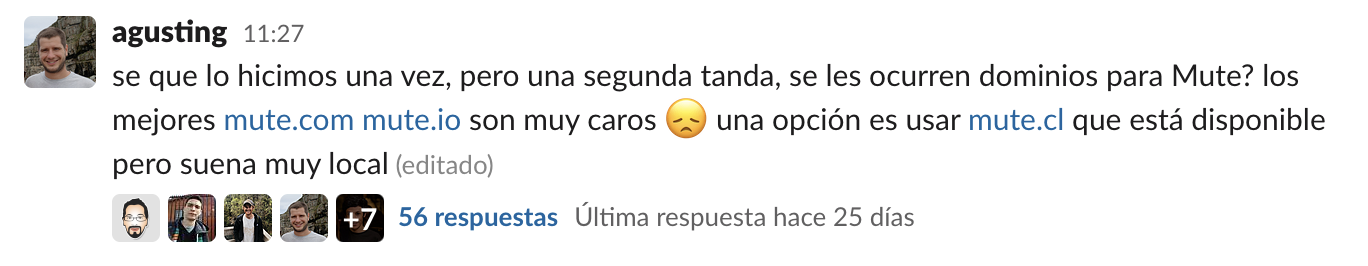 agusting 11:27
se que lo hicimos una vez, pero una segunda tanda, se les ocurren dominios para Mute? los
mejores mute.com mute.io son muy caros 😞 una opción es usar mute.cl que está disponible
pero suena muy local (editado)
+7 56 respuestas Última respuesta hace 25 días